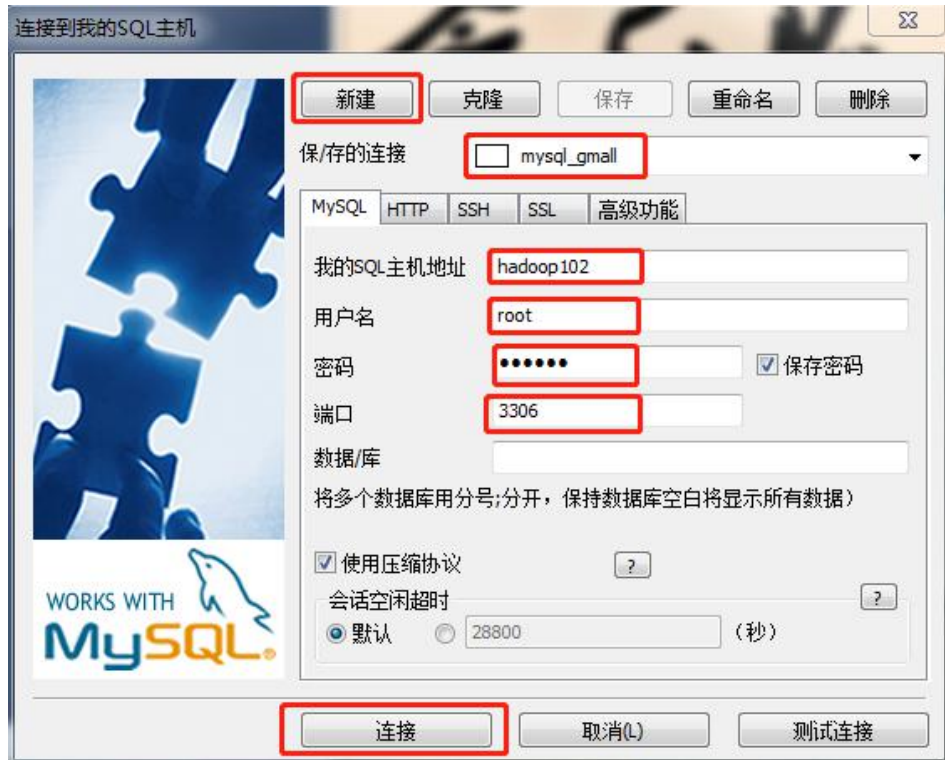 连接到我的SQL主机
新建 克隆 保存 重命名 删除
保/存的连接 mysql_gmall
MySQL HTTP SSH SSL 高级功能
我的SQL主机地址 hadoop102
用户名 root
密码 •••••• 保存密码
端口 3306
数据/库
将多个数据库用分号;分开，保持数据库空白将显示所有数据）
使用压缩协议 ?
会话空闲超时 ?
默认 28800 (秒)
WORKS WITH
MySQL®
连接 取消(L) 测试连接